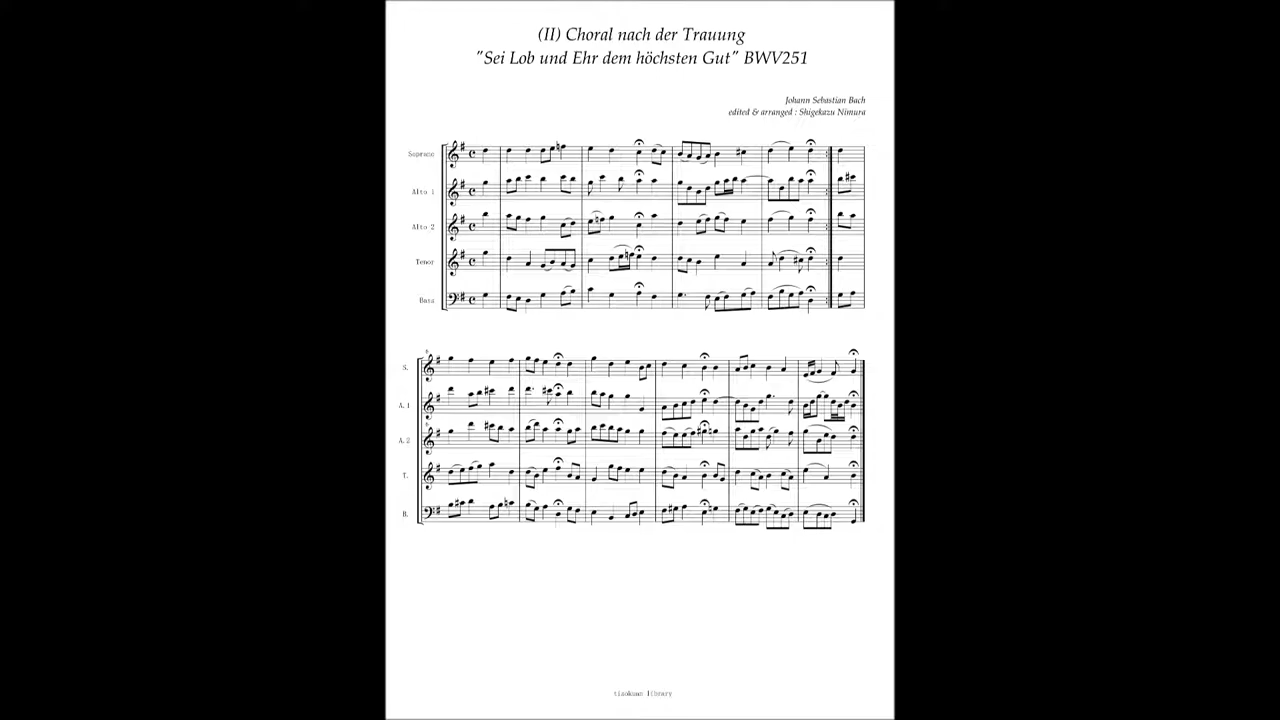 (II) Choral nach der Trauung
"Sei Lob und Ehr dem höchsten Gut" BWV251
Johann Sebastian Bach
edited & arranged : Shigekazu Nimura
Soprano
Alto 1
Alto 2
Tenor
Bass
S.
A. 1
A. 2
T.
B.
library